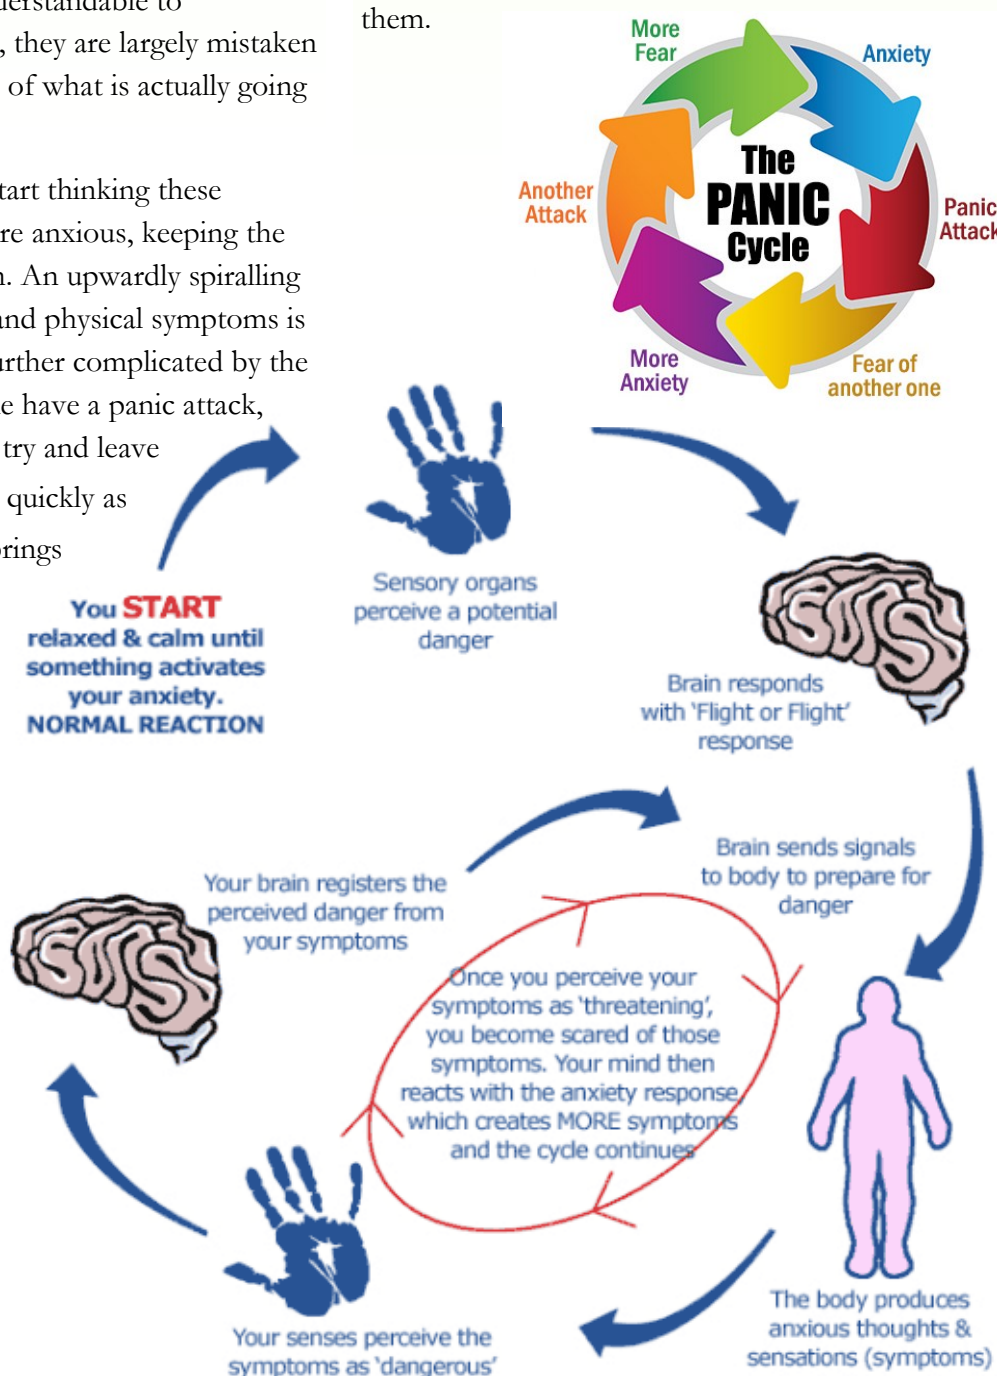 derstandable to
, they are largely mistaken
of what is actually going
tart thinking these
re anxious, keeping the
n. An upwardly spiralling
and physical symptoms is
urther complicated by the
le have a panic attack,
try and leave
quickly as
brings
them.
More
Fear
Anxiety
Another
Attack
The
PANIC
Cycle
Panic
Attack
More
Anxiety
Fear of
another one
You START
relaxed & calm until
something activates
your anxiety.
NORMAL REACTION
Sensory organs
perceive a potential
danger
Brain responds
with ‘Flight or Flight’
response
Brain sends signals
to body to prepare for
danger
Your brain registers the
perceived danger from
your symptoms
Once you perceive your
symptoms as ‘threatening’,
you become scared of those
symptoms. Your mind then
reacts with the anxiety response,
which creates MORE symptoms
and the cycle continues
The body produces
anxious thoughts &
sensations (symptoms)
Your senses perceive the
symptoms as ‘dangerous’